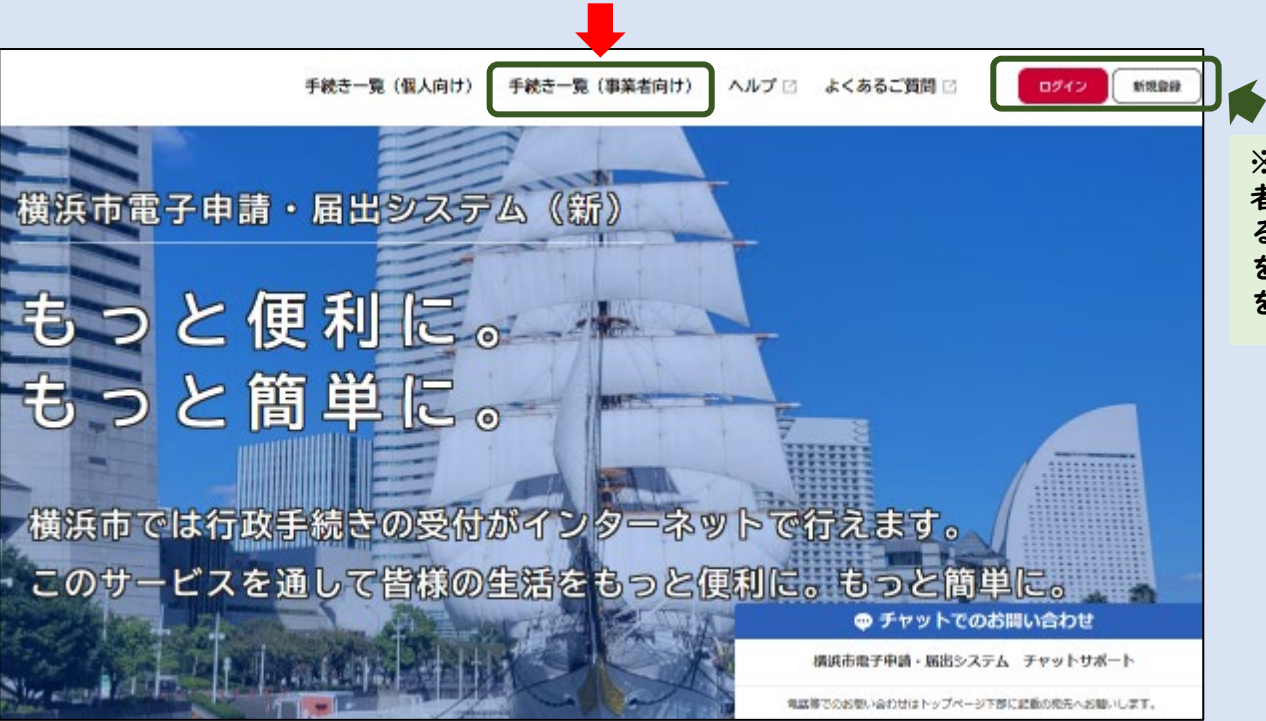 手続き一覧（個人向け） 手続き一覧（事業者向け） ヘルプ よくあるご質問 ログイン 新規登録
横浜市電子申請・届出システム（新）
もっと便利に。
もっと簡単に。
横浜市では行政手続きの受付がインターネットで行えます。
このサービスを通して皆様の生活をもっと便利に。もっと簡単に。
チャットでのお問い合わせ
横浜市電子申請・届出システム チャットサポート
電話等でのお問い合わせはトップページ下部に記載の宛先へお願いします。
※
者
る
を
を